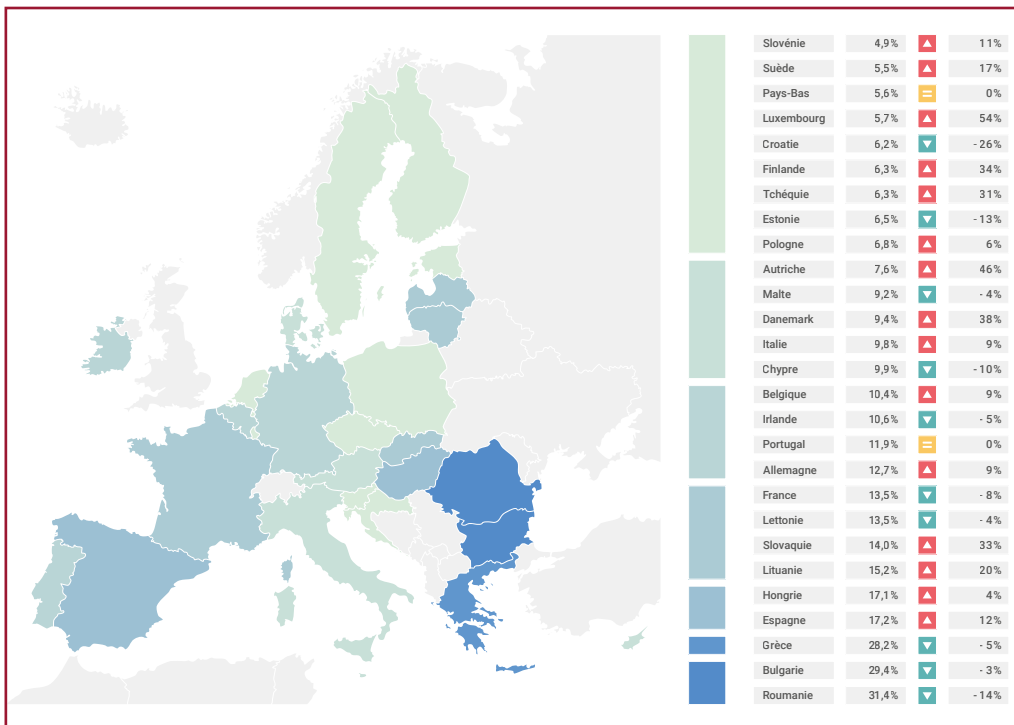 Slovénie 4,9% 11%
Suède 5,5% 17%
Pays-Bas 5,6% 0%
Luxembourg 5,7% 54%
Croatie 6,2% - 26%
Finlande 6,3% 34%
Tchéquie 6,3% 31%
Estonie 6,5% - 13%
Pologne 6,8% 6%
Autriche 7,6% 46%
Malte 9,2% - 4%
Danemark 9,4% 38%
Italie 9,8% 9%
Chypre 9,9% - 10%
Belgique 10,4% 9%
Irlande 10,6% - 5%
Portugal 11,9% 0%
Allemagne 12,7% 9%
France 13,5% - 8%
Lettonie 13,5% - 4%
Slovaquie 14,0% 33%
Lituanie 15,2% 20%
Hongrie 17,1% 4%
Espagne 17,2% 12%
Grèce 28,2% - 5%
Bulgarie 29,4% - 3%
Roumanie 31,4% - 14%